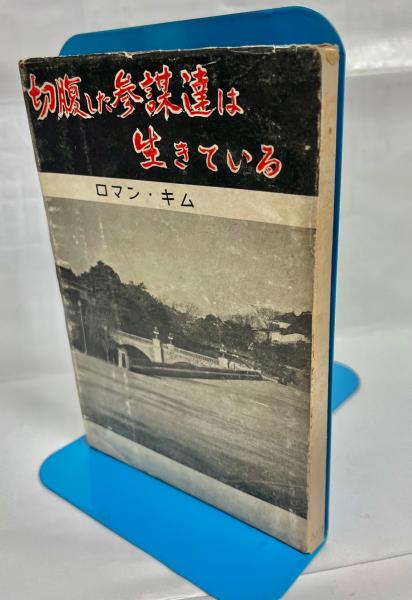 切腹した参謀達は
生きている
ロマン・キム